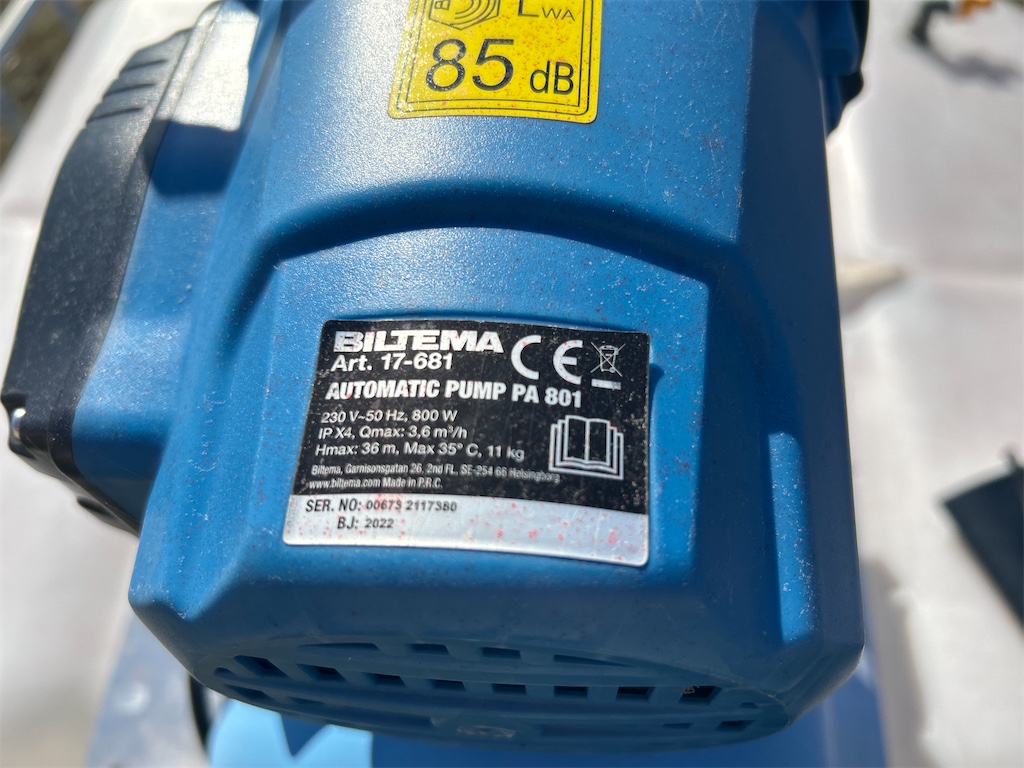 LWA
85 dB
BILTEMA
Art. 17-681
CE
AUTOMATIC PUMP PA 801
230 V~50 Hz, 800 W
IP X4, Qmax: 3,6 m³/h
Hmax: 36 m, Max 35° C, 11 kg
Biltema, Garnisonsgatan 26, 2nd FL, SE-254 66 Helsingborg
www.biltema.com Made in P.R.C.
SER. NO: 00673 2117380
BJ: 2022